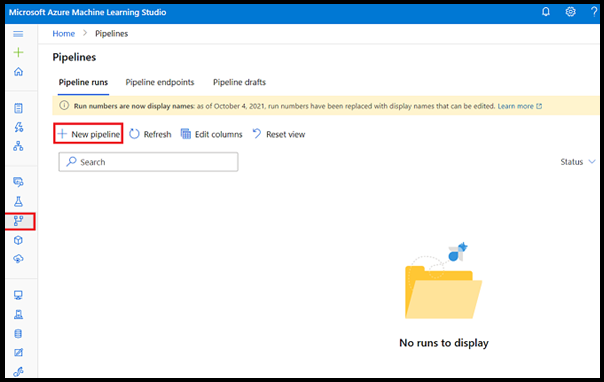 Microsoft Azure Machine Learning Studio
Home > Pipelines
Pipelines
Pipeline runs Pipeline endpoints Pipeline drafts
Run numbers are now display names: as of October 4, 2021, run numbers have been replaced with display names that can be edited. Learn more
New pipeline Refresh Edit columns Reset view
Search Status
No runs to display